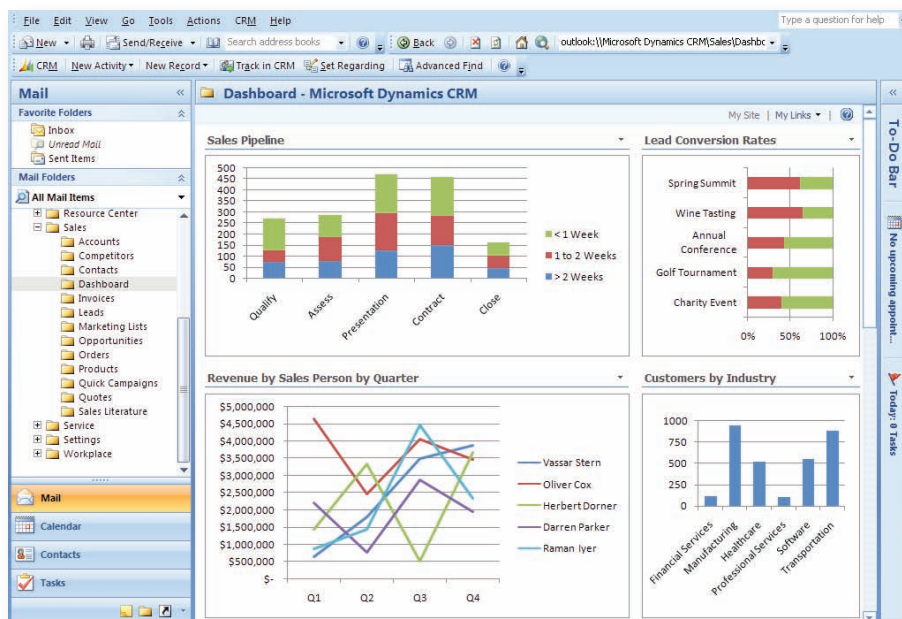 File Edit View Go Tools Actions CRM Help Type a question for help
New Send/Receive Search address books Back outlook:\\Microsoft Dynamics CRM\Sales\Dashbc
CRM New Activity New Record Track in CRM Set Regarding Advanced Find
Mail
Favorite Folders
Inbox
Unread Mail
Sent Items
Mail Folders
All Mail Items
Resource Center
Sales
Accounts
Competitors
Contacts
Dashboard
Invoices
Leads
Marketing Lists
Opportunities
Orders
Products
Quick Campaigns
Quotes
Sales Literature
Service
Settings
Workplace
Mail
Calendar
Contacts
Tasks
Dashboard - Microsoft Dynamics CRM
My Site | My Links |
Sales Pipeline
500
450
400
350
300
250
200
150
100
50
0
Qualify
Assess
Presentation
Contract
Close
< 1 Week
1 to 2 Weeks
> 2 Weeks
Lead Conversion Rates
Spring Summit
Wine Tasting
Annual
Conference
Golf Tournament
Charity Event
0% 50% 100%
Revenue by Sales Person by Quarter
$5,000,000
$4,500,000
$4,000,000
$3,500,000
$3,000,000
$2,500,000
$2,000,000
$1,500,000
$1,000,000
$500,000
$-
Q1 Q2 Q3 Q4
Vassar Stern
Oliver Cox
Herbert Dorner
Darren Parker
Raman Iyer
Customers by Industry
1000
750
500
250
0
Financial Services
Manufacturing
Healthcare
Professional Services
Software
Transportation
To-Do Bar
No upcoming appoint...
Today: 0 Tasks